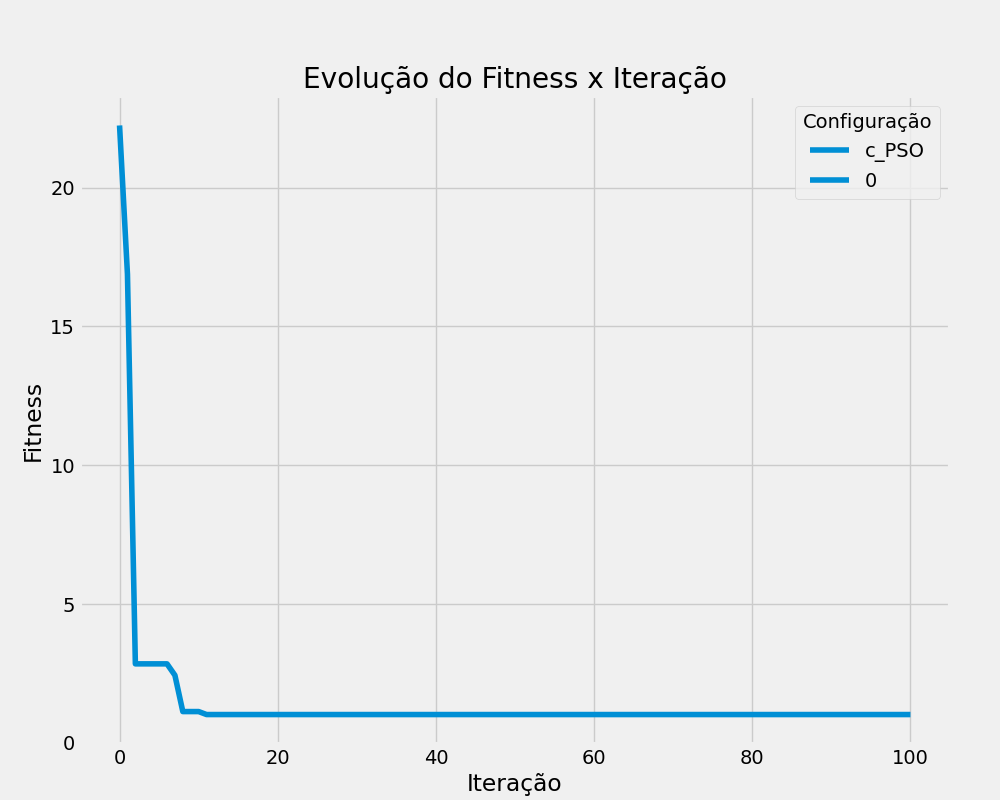 Evolução do Fitness x Iteração
Configuração
c_PSO
0
Fitness
20
15
10
5
0
0 20 40 60 80 100
Iteração